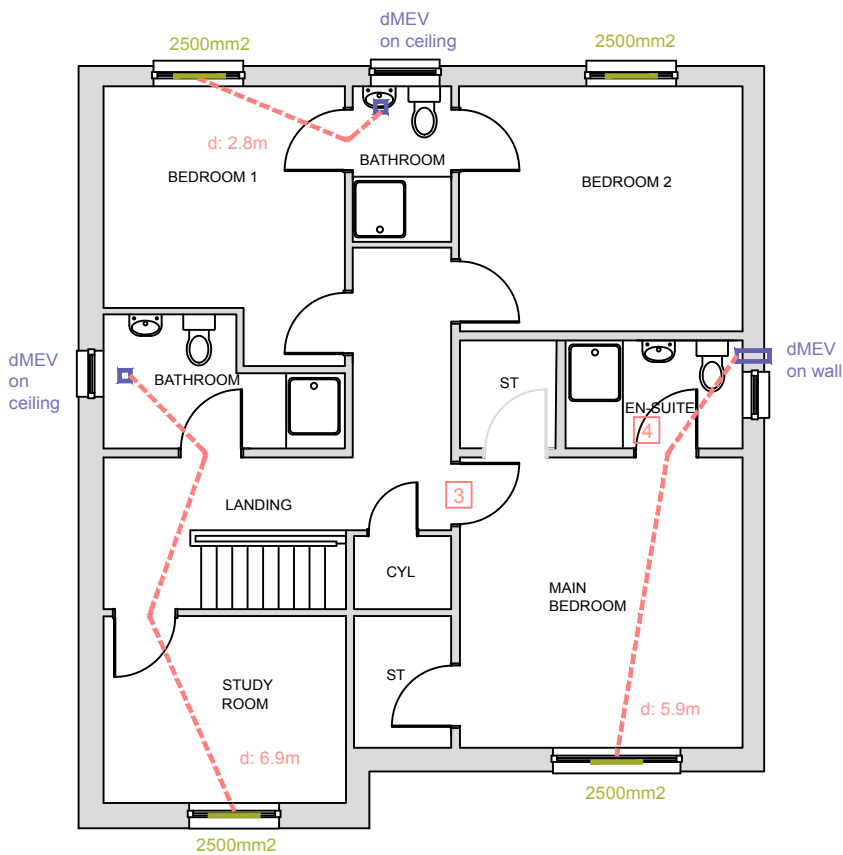 dMEV
on ceiling
2500mm2
2500mm2
d: 2.8m
BATHROOM
BEDROOM 1
BEDROOM 2
dMEV
on
ceiling
BATHROOM
ST
EN-SUITE
4
dMEV
on wall
LANDING
3
CYL
MAIN
BEDROOM
STUDY
ROOM
ST
d: 5.9m
d: 6.9m
2500mm2
2500mm2